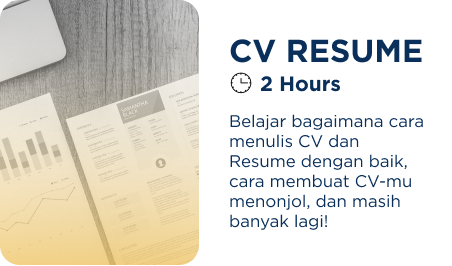 CV RESUME
2 Hours
Belajar bagaimana cara
menulis CV dan
Resume dengan baik,
cara membuat CV-mu
menonjol, dan masih
banyak lagi!